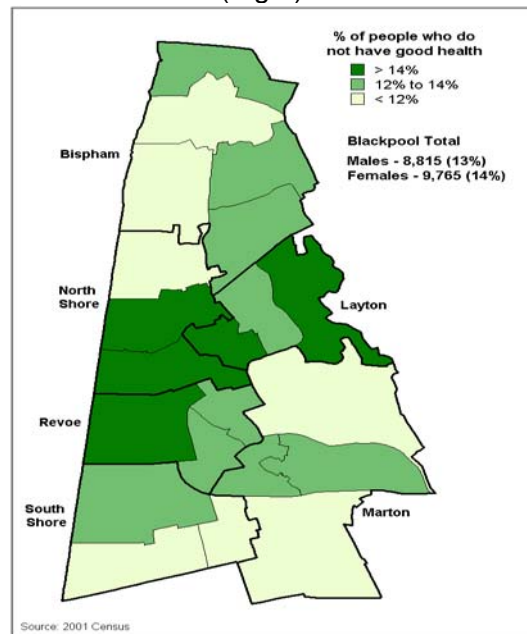 % of people who do
not have good health
> 14%
12% to 14%
< 12%
Blackpool Total
Males - 8,815 (13%)
Females - 9,765 (14%)
Bispham
North
Shore
Layton
Revoe
South
Shore
Marton
Source: 2001 Census